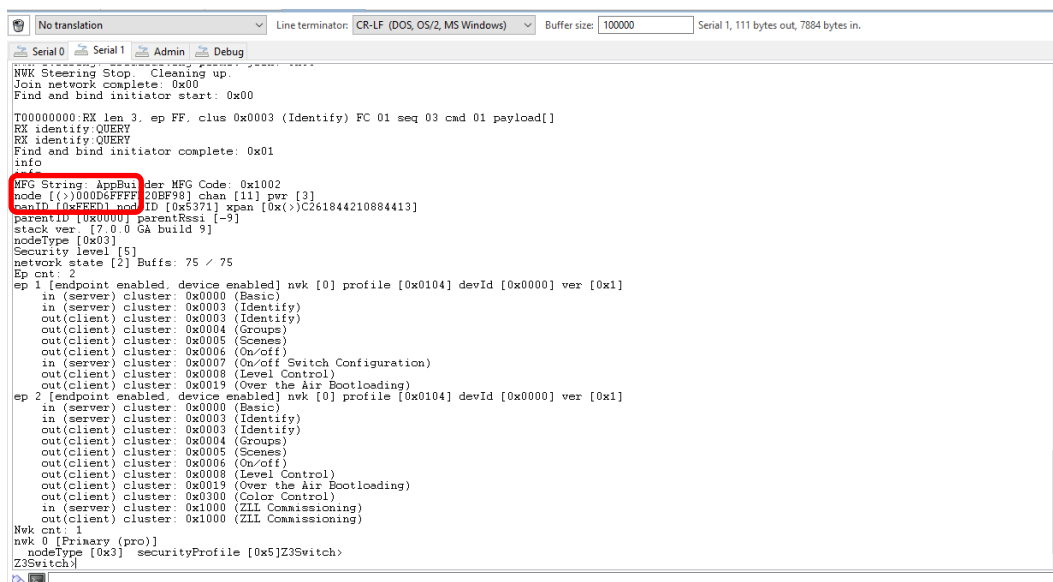 No translation Line terminator: CR-LF (DOS, OS/2, MS Windows) Buffer size: 100000 Serial 1, 111 bytes out, 7884 bytes in.
Serial 0 Serial 1 Admin Debug
NWK Steering Stop. Cleaning up.
Join network complete: 0x00
Find and bind initiator start: 0x00
T00000000:RX len 3, ep FF, clus 0x0003 (Identify) FC 01 seq 03 cmd 01 payload[]
RX identify:QUERY
RX identify:QUERY
Find and bind initiator complete: 0x01
info
info
MFG String: AppBuilder MFG Code: 0x1002
node [(>)000D6FFFF 20BF98] chan [11] pwr [3]
panID [0xFEED] nodeID [0x5371] xpan [0x(>)C261844210884413]
parentID [0x0000] parentRssi [-9]
stack ver. [7.0.0 GA build 9]
nodeType [0x03]
Security level [5]
network state [2] Buffs: 75 / 75
Ep cnt: 2
ep 1 [endpoint enabled, device enabled] nwk [0] profile [0x0104] devId [0x0000] ver [0x1]
in (server) cluster: 0x0000 (Basic)
in (server) cluster: 0x0003 (Identify)
out(client) cluster: 0x0003 (Identify)
out(client) cluster: 0x0004 (Groups)
out(client) cluster: 0x0005 (Scenes)
out(client) cluster: 0x0006 (On/off)
in (server) cluster: 0x0007 (On/off Switch Configuration)
out(client) cluster: 0x0008 (Level Control)
out(client) cluster: 0x0019 (Over the Air Bootloading)
ep 2 [endpoint enabled, device enabled] nwk [0] profile [0x0104] devId [0x0000] ver [0x1]
in (server) cluster: 0x0000 (Basic)
in (server) cluster: 0x0003 (Identify)
out(client) cluster: 0x0003 (Identify)
out(client) cluster: 0x0004 (Groups)
out(client) cluster: 0x0005 (Scenes)
out(client) cluster: 0x0006 (On/off)
out(client) cluster: 0x0008 (Level Control)
out(client) cluster: 0x0019 (Over the Air Bootloading)
out(client) cluster: 0x0300 (Color Control)
in (server) cluster: 0x1000 (ZLL Commissioning)
out(client) cluster: 0x1000 (ZLL Commissioning)
Nwk cnt: 1
nwk 0 [Primary (pro)]
nodeType [0x3] securityProfile [0x5]Z3Switch>
Z3Switch>